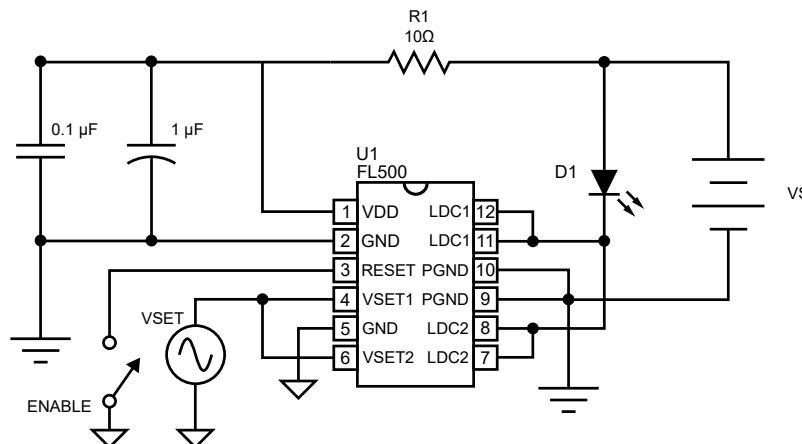 R1
10Ω
0.1 µF
1 µF
U1
FL500
D1
1 VDD LDC1 12
2 GND LDC1 11
3 RESET PGND 10
4 VSET1 PGND 9
5 GND LDC2 8
6 VSET2 LDC2 7
VSET
ENABLE